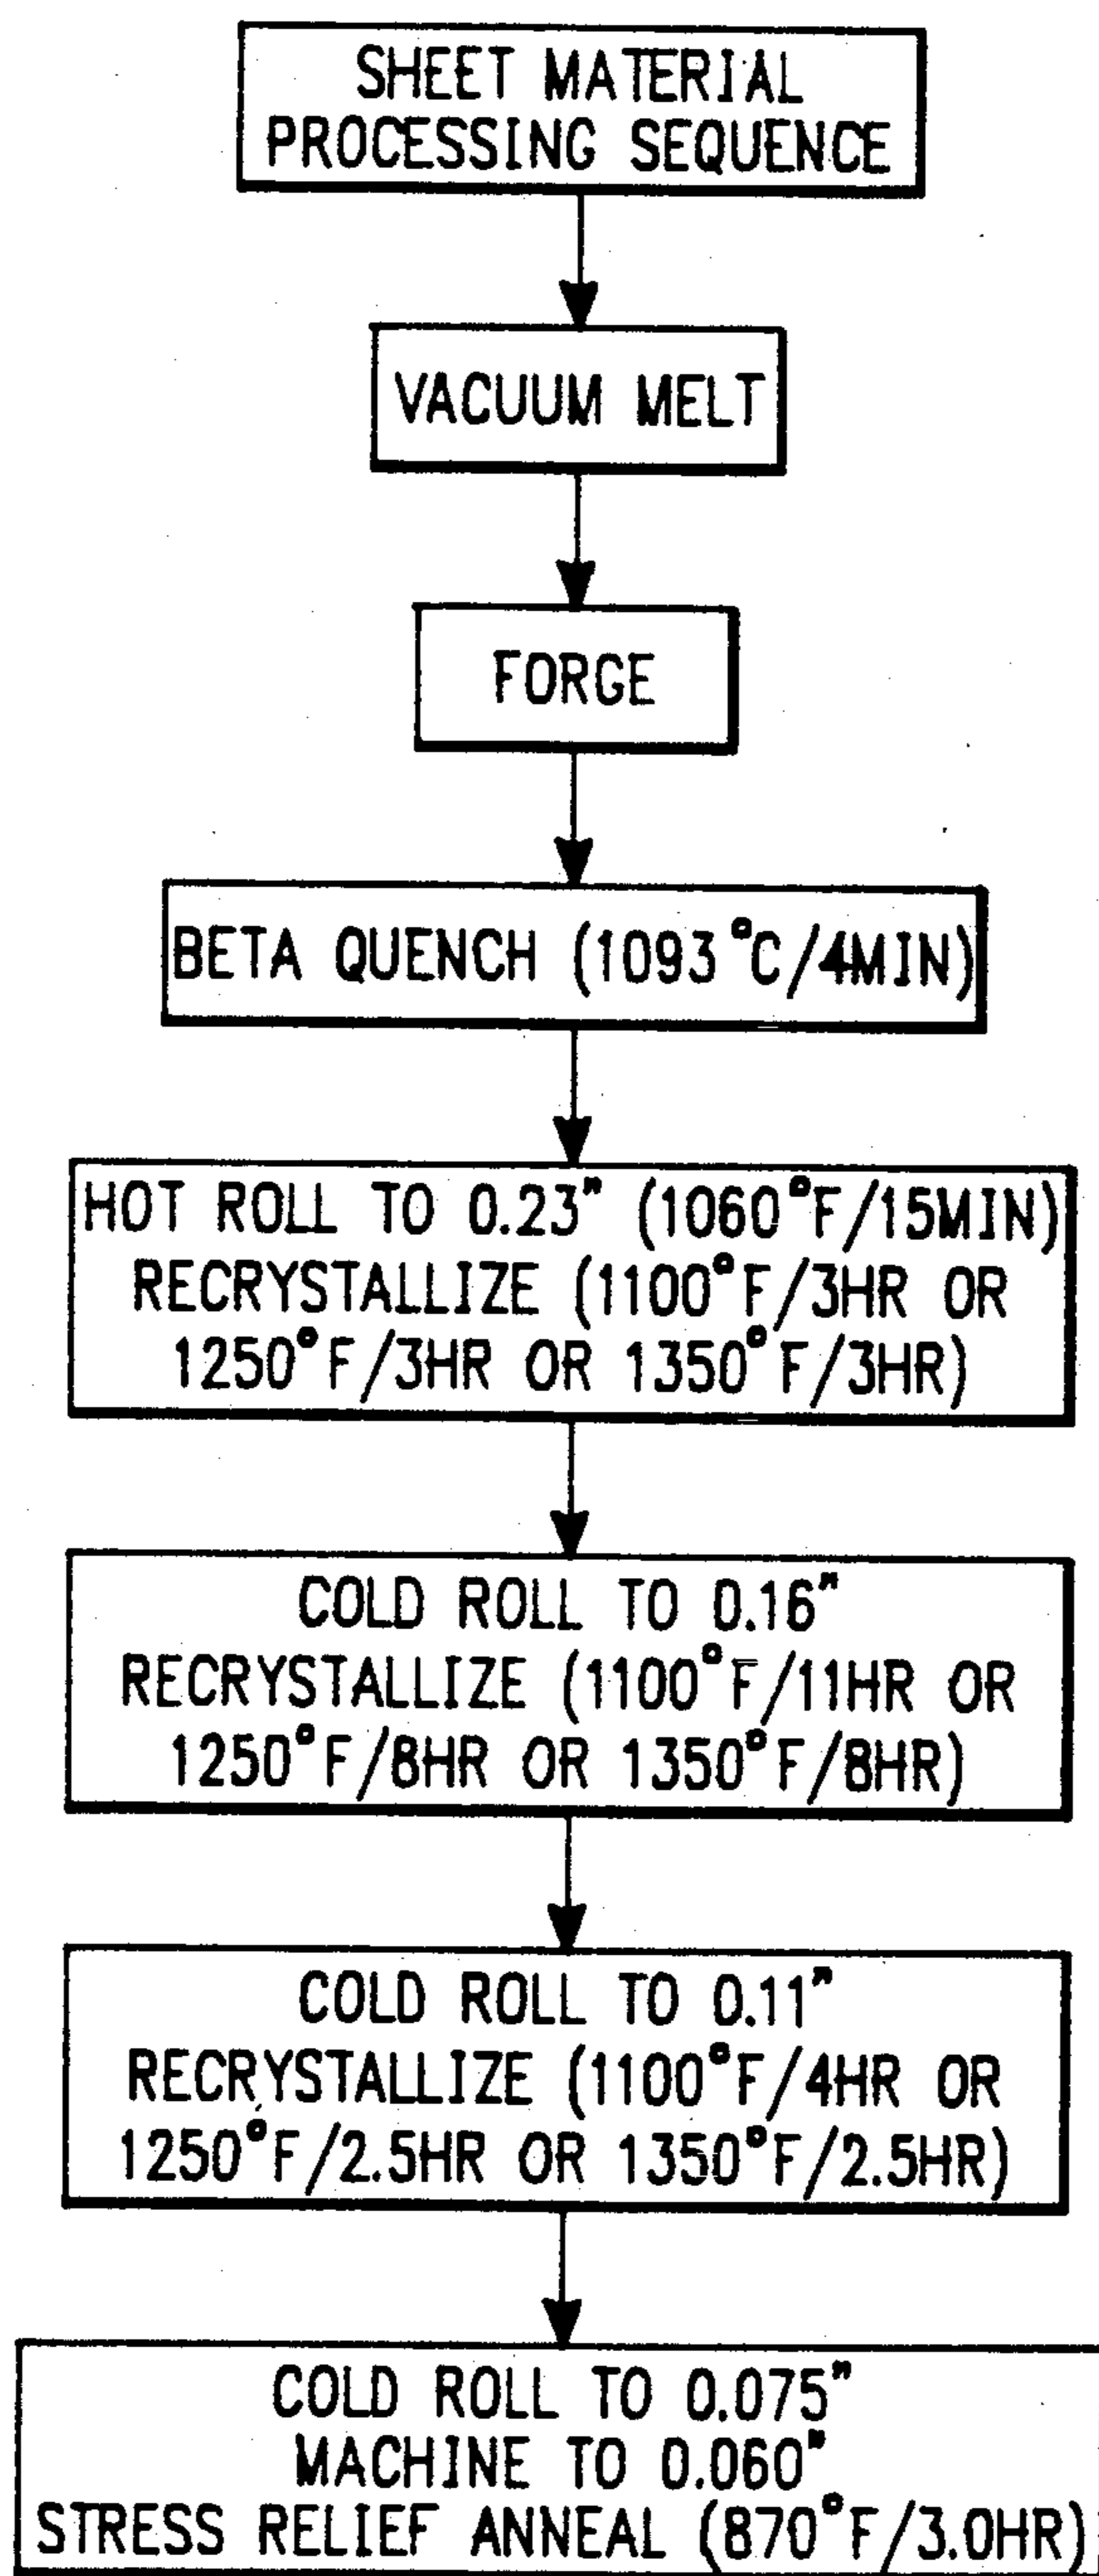 SHEET MATERIAL
PROCESSING SEQUENCE
VACUUM MELT
FORGE
BETA QUENCH (1093°C/4MIN)
HOT ROLL TO 0.23" (1060°F/15MIN)
RECRYSTALLIZE (1100°F/3HR OR
1250°F/3HR OR 1350°F/3HR)
COLD ROLL TO 0.16"
RECRYSTALLIZE (1100°F/11HR OR
1250°F/8HR OR 1350°F/8HR)
COLD ROLL TO 0.11"
RECRYSTALLIZE (1100°F/4HR OR
1250°F/2.5HR OR 1350°F/2.5HR)
COLD ROLL TO 0.075"
MACHINE TO 0.060"
STRESS RELIEF ANNEAL (870°F/3.0HR)